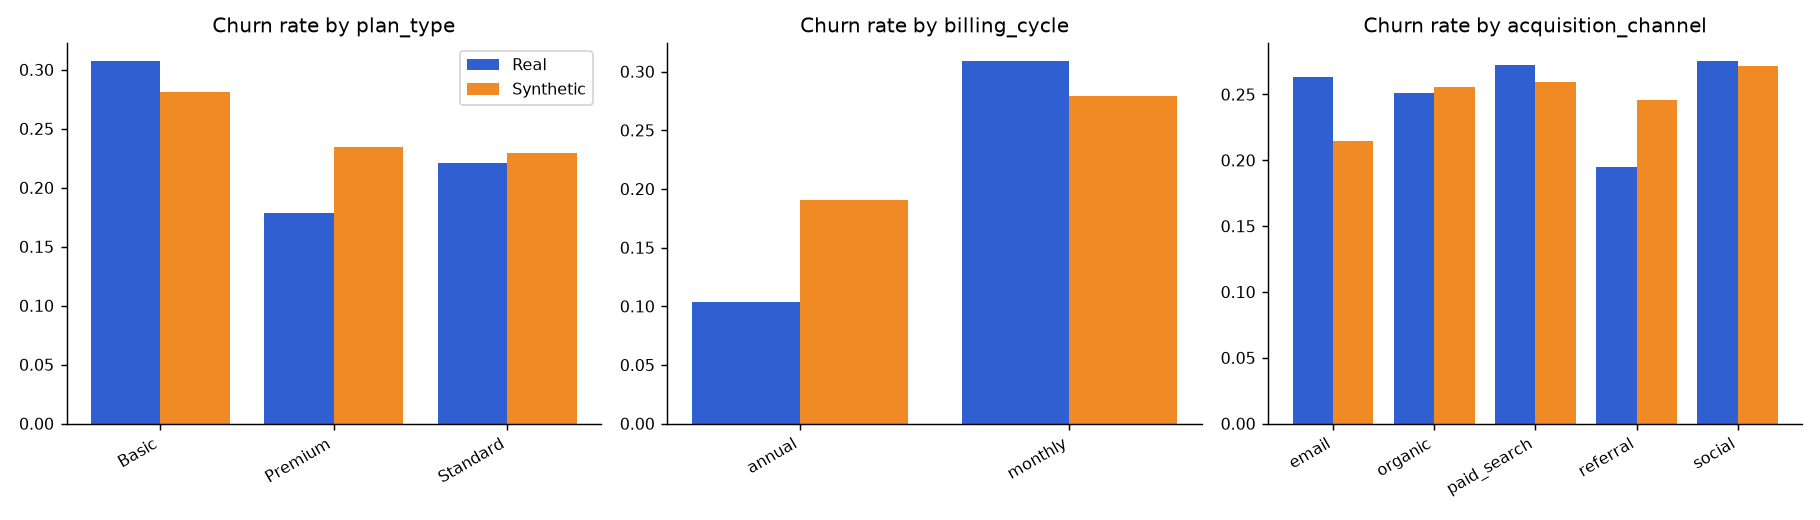 Churn rate by plan_type
Real
Synthetic
0.30
0.25
0.20
0.15
0.10
0.05
0.00
Basic
Premium
Standard
Churn rate by billing_cycle
0.30
0.25
0.20
0.15
0.10
0.05
0.00
annual
monthly
Churn rate by acquisition_channel
0.25
0.20
0.15
0.10
0.05
0.00
email
organic
paid_search
referral
social